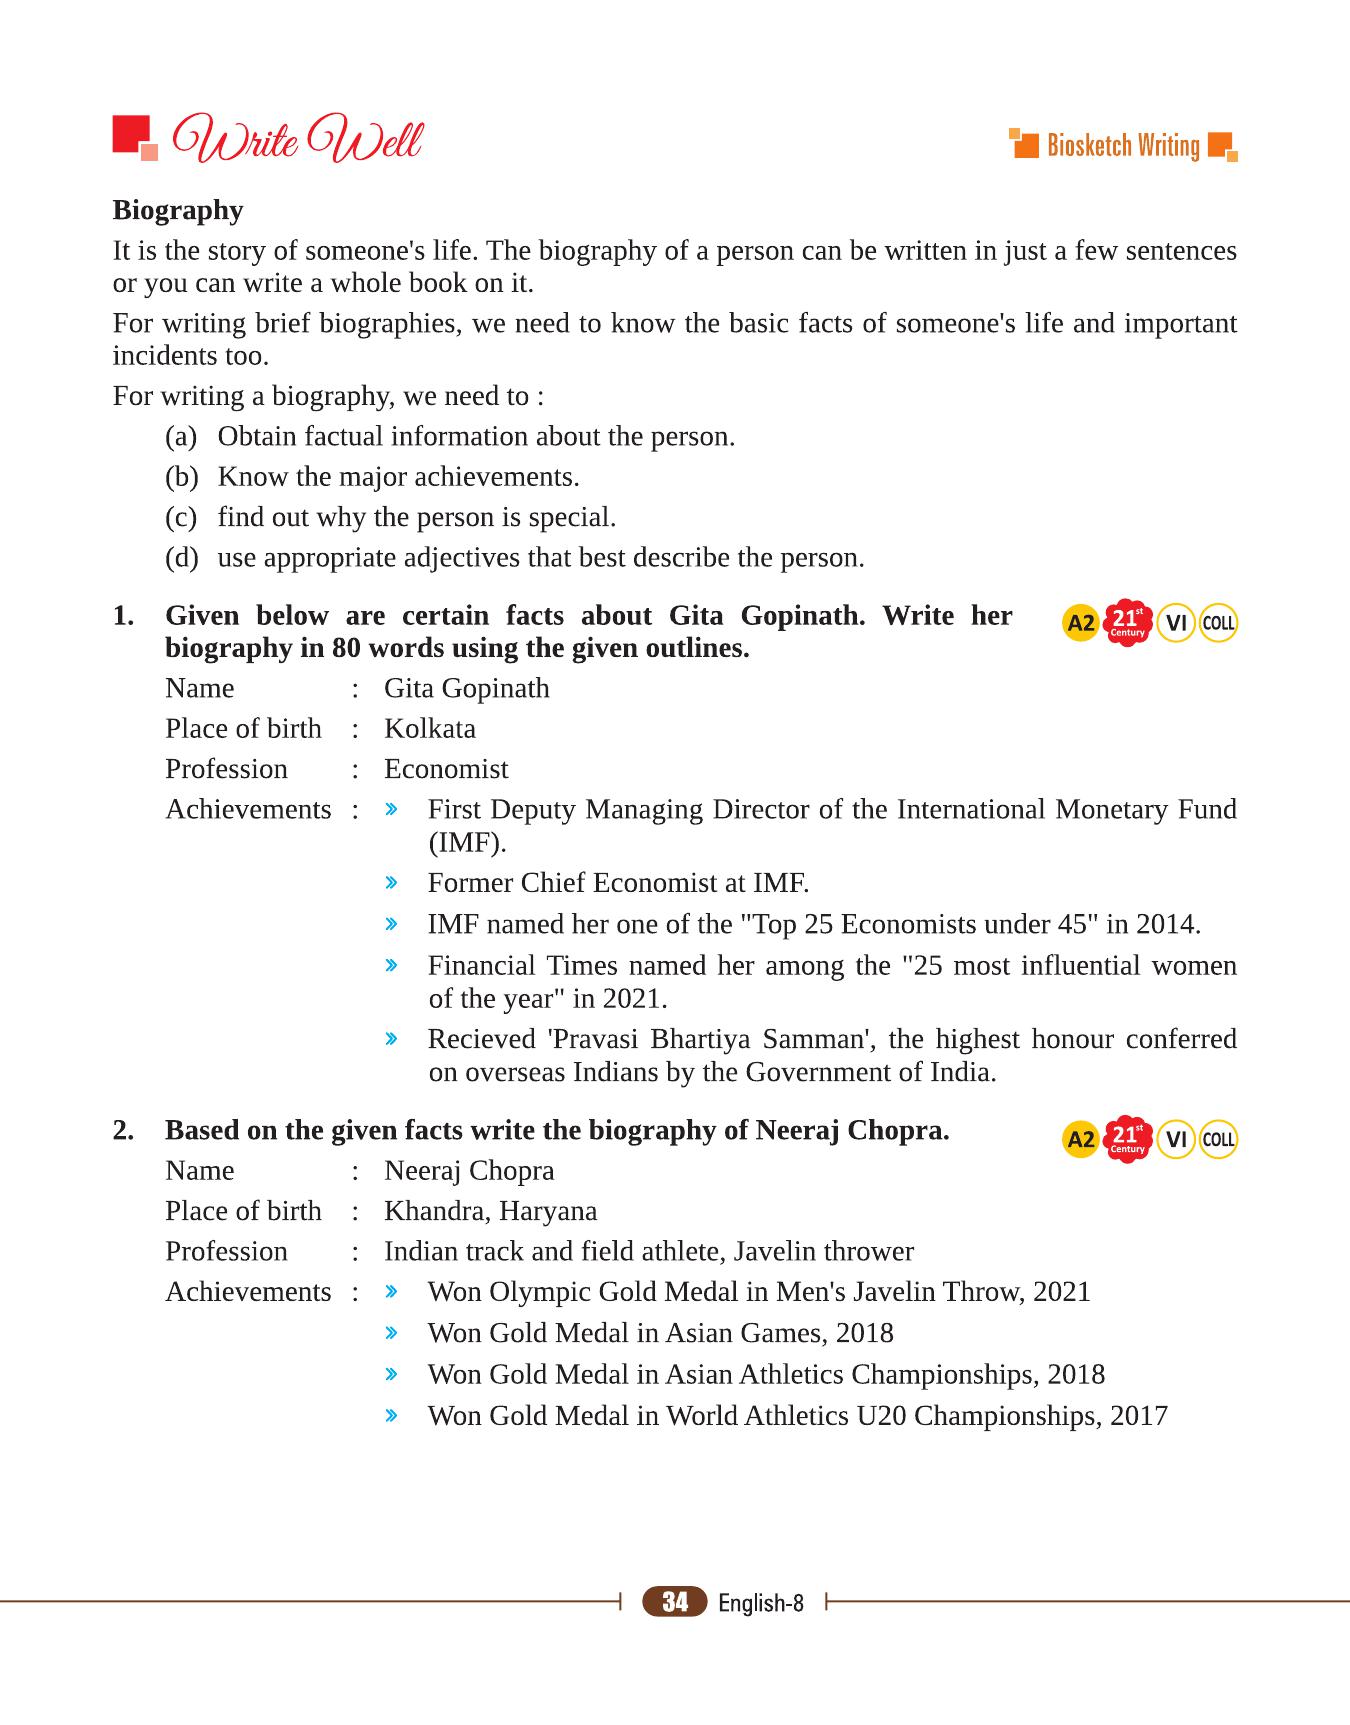 Write Well
Biosketch Writing
Biography
It is the story of someone's life. The biography of a person can be written in just a few sentences
or you can write a whole book on it.
For writing brief biographies, we need to know the basic facts of someone's life and important
incidents too.
For writing a biography, we need to :
(a) Obtain factual information about the person.
(b) Know the major achievements.
(c) find out why the person is special.
(d) use appropriate adjectives that best describe the person.
1. Given below are certain facts about Gita Gopinath. Write her
biography in 80 words using the given outlines.
A2 21st Century VI COLL
Name : Gita Gopinath
Place of birth : Kolkata
Profession : Economist
Achievements : » First Deputy Managing Director of the International Monetary Fund
(IMF).
» Former Chief Economist at IMF.
» IMF named her one of the "Top 25 Economists under 45" in 2014.
» Financial Times named her among the "25 most influential women
of the year" in 2021.
» Recieved 'Pravasi Bhartiya Samman', the highest honour conferred
on overseas Indians by the Government of India.
2. Based on the given facts write the biography of Neeraj Chopra.
A2 21st Century VI COLL
Name : Neeraj Chopra
Place of birth : Khandra, Haryana
Profession : Indian track and field athlete, Javelin thrower
Achievements : » Won Olympic Gold Medal in Men's Javelin Throw, 2021
» Won Gold Medal in Asian Games, 2018
» Won Gold Medal in Asian Athletics Championships, 2018
» Won Gold Medal in World Athletics U20 Championships, 2017
34 English-8